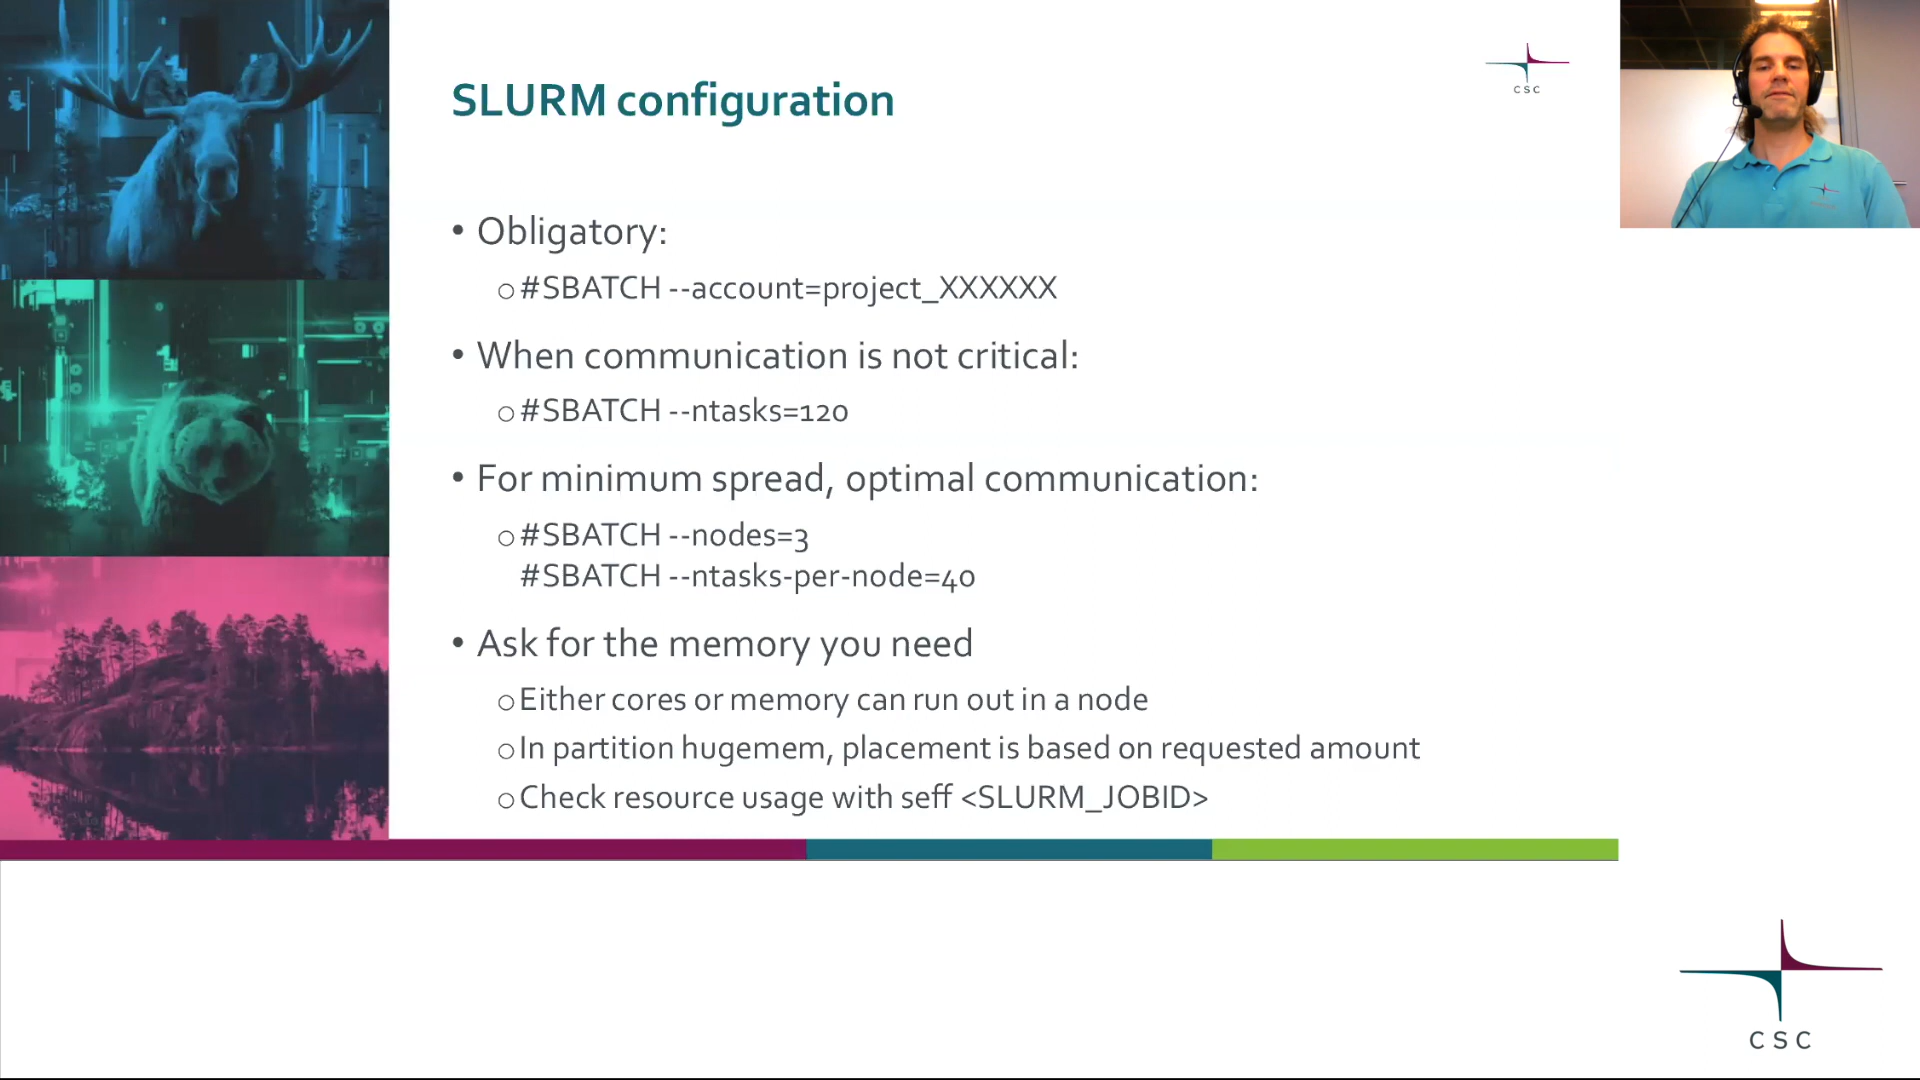 SLURM configuration
CSC
• Obligatory:
o #SBATCH --account=project_XXXXXX
• When communication is not critical:
o #SBATCH --ntasks=120
• For minimum spread, optimal communication:
o #SBATCH --nodes=3
#SBATCH --ntasks-per-node=40
• Ask for the memory you need
o Either cores or memory can run out in a node
o In partition hugemem, placement is based on requested amount
o Check resource usage with seff <SLURM_JOBID>
CSC